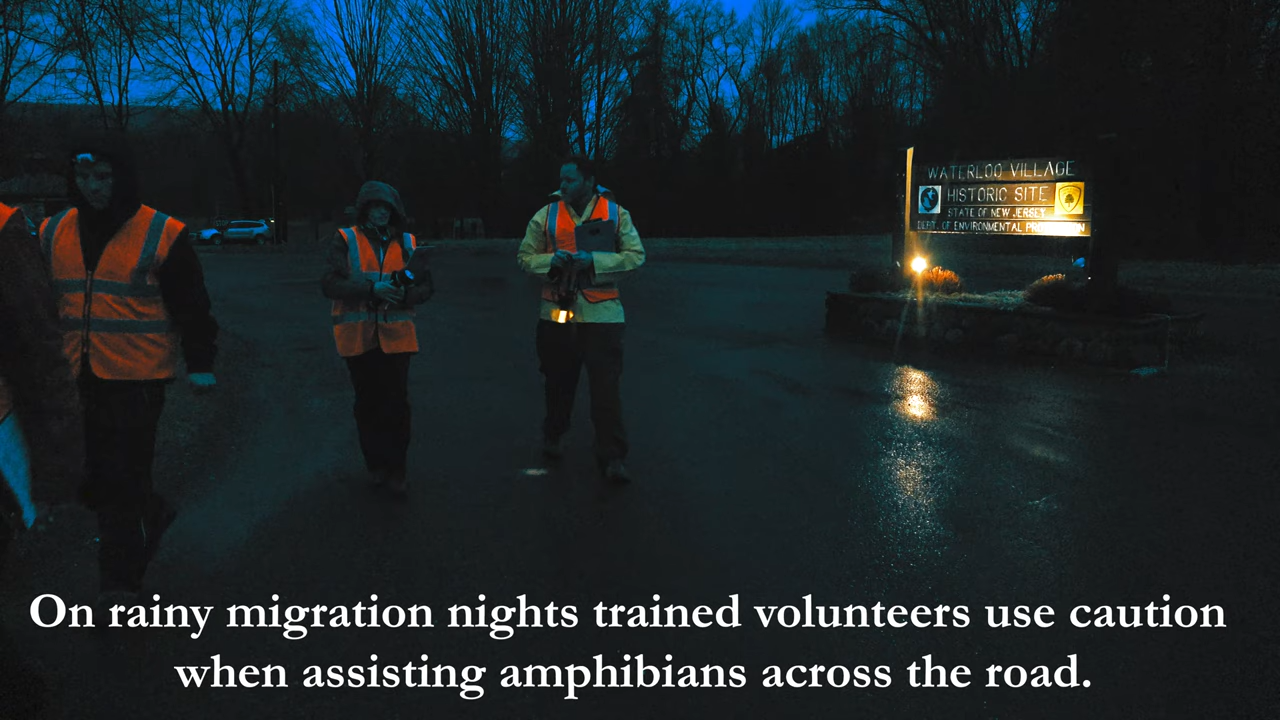 WATERLOO VILLAGE
HISTORIC SITE
STATE OF NEW JERSEY
DEPT. OF ENVIRONMENTAL PROTECTION
On rainy migration nights trained volunteers use caution
when assisting amphibians across the road.